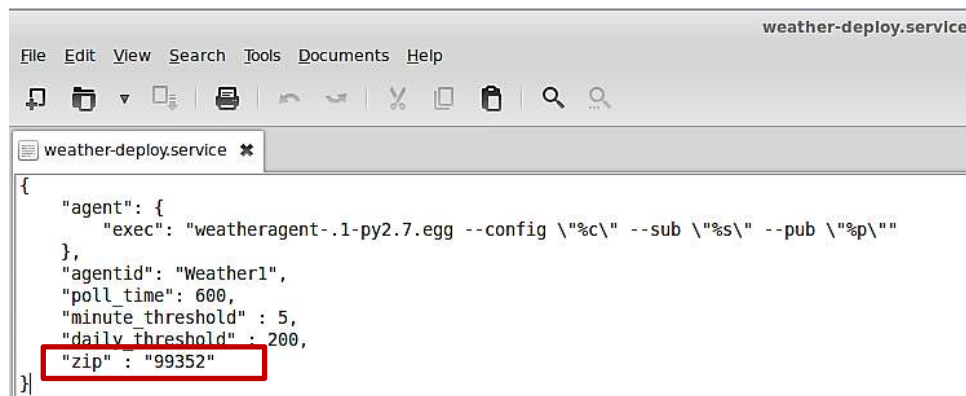 weather-deploy.service
File Edit View Search Tools Documents Help
weather-deploy.service
{
"agent": {
"exec": "weatheragent-.1-py2.7.egg --config \"%c\" --sub \"%s\" --pub \"%p\""
},
"agentid": "Weather1",
"poll_time": 600,
"minute_threshold" : 5,
"daily_threshold" : 200,
"zip" : "99352"
}